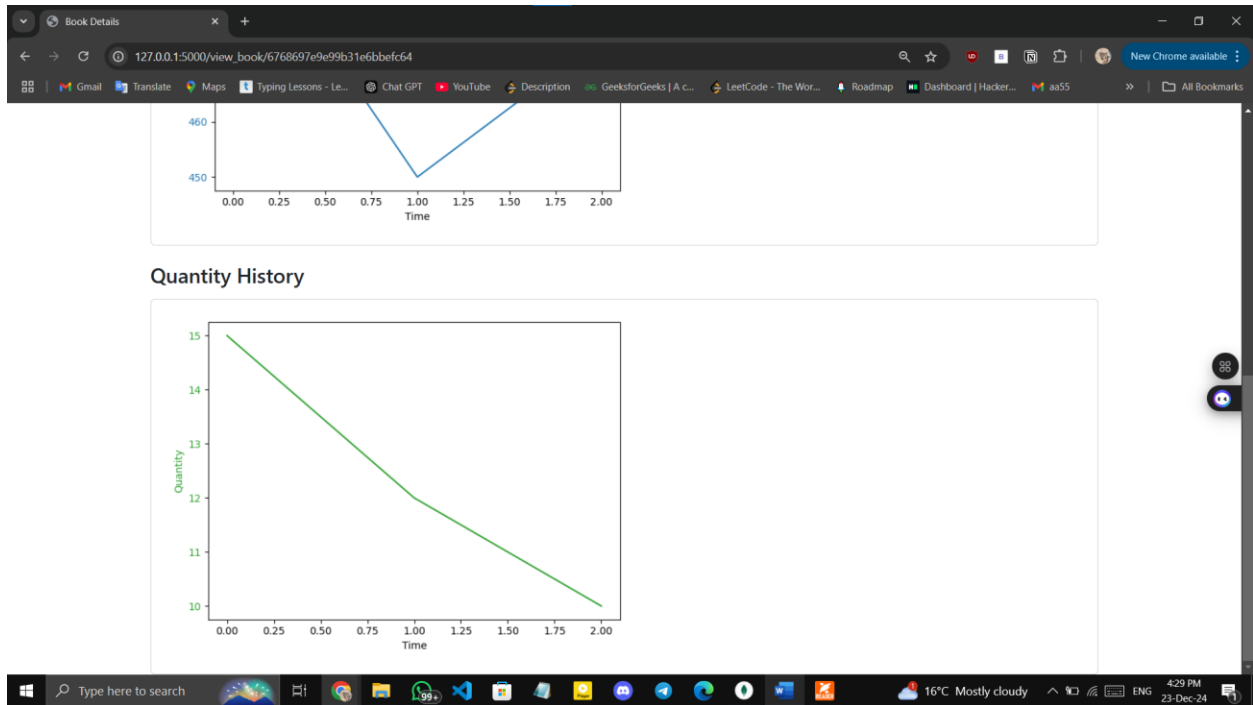 Book Details
127.0.0.1:5000/view_book/6768697e9e99b31e6bbefc64
New Chrome available
Gmail Translate Maps Typing Lessons - Le... Chat GPT YouTube Description GeeksforGeeks | A c... LeetCode - The Wor... Roadmap Dashboard | Hacker... aa55 » All Bookmarks
460
450
0.00 0.25 0.50 0.75 1.00 1.25 1.50 1.75 2.00
Time
Quantity History
15
14
13
12
11
10
Quantity
0.00 0.25 0.50 0.75 1.00 1.25 1.50 1.75 2.00
Time
Type here to search
99+
16°C Mostly cloudy
ENG
4:29 PM
23-Dec-24
1